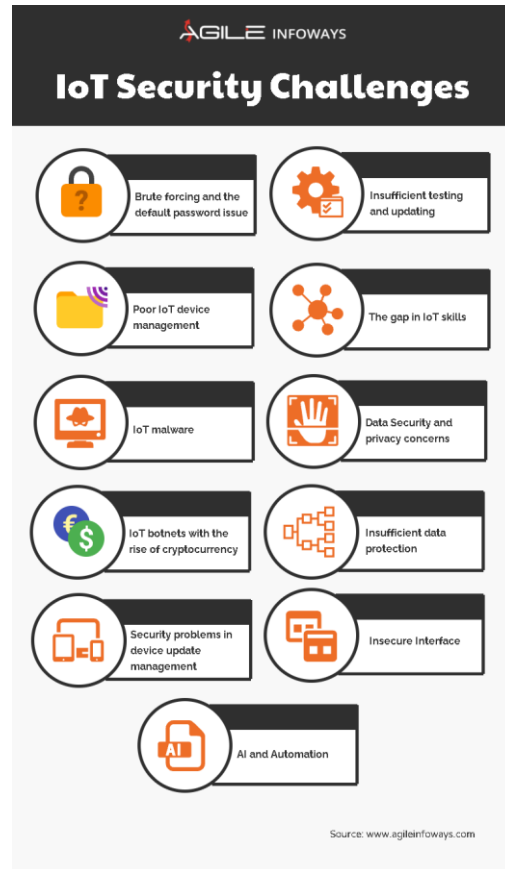 AGILE INFOWAYS
IoT Security Challenges
?
Brute forcing and the
default password issue
Insufficient testing
and updating
Poor IoT device
management
The gap in IoT skills
IoT malware
Data Security and
privacy concerns
€
$
IoT botnets with the
rise of cryptocurrency
Insufficient data
protection
Security problems in
device update
management
Insecure Interface
AI
AI and Automation
Source: www.agileinfoways.com